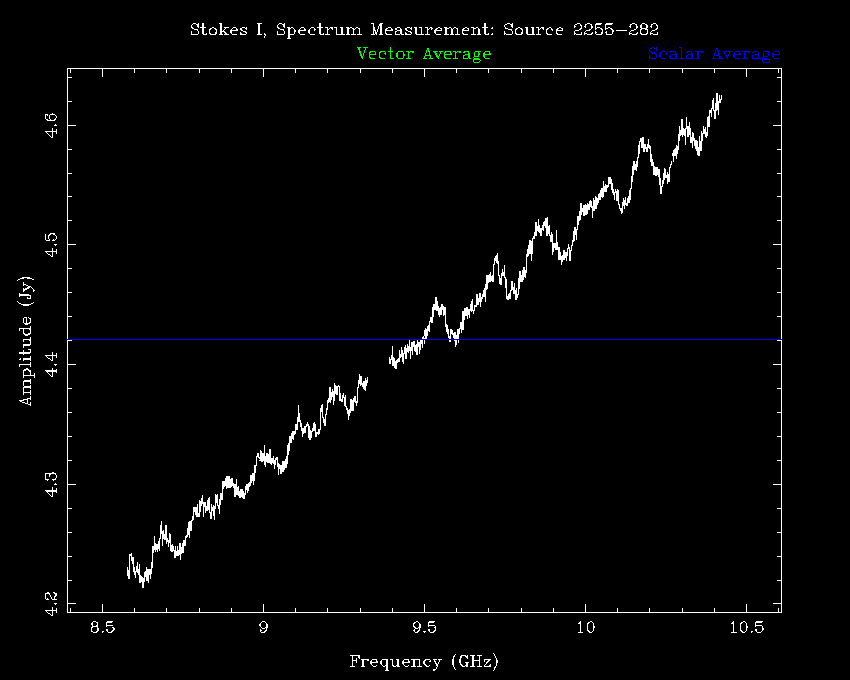 Stokes I, Spectrum Measurement: Source 2255−282
Vector Average
Scalar Average
4.6
4.5
4.4
4.3
4.2
Amplitude (Jy)
8.5 9 9.5 10 10.5
Frequency (GHz)